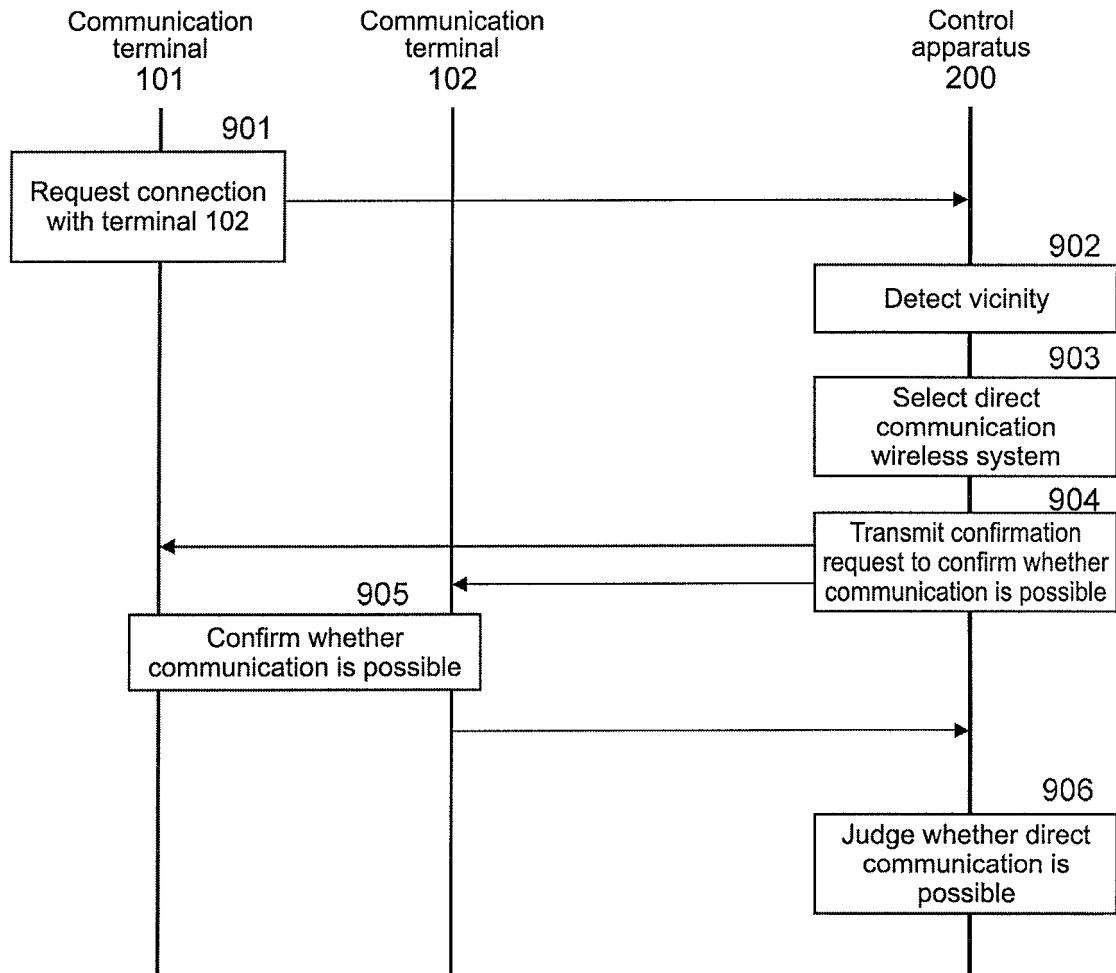 Communication
terminal
101
Communication
terminal
102
Control
apparatus
200
901
Request connection
with terminal 102
902
Detect vicinity
903
Select direct
communication
wireless system
904
Transmit confirmation
request to confirm whether
communication is possible
905
Confirm whether
communication is possible
906
Judge whether direct
communication is
possible